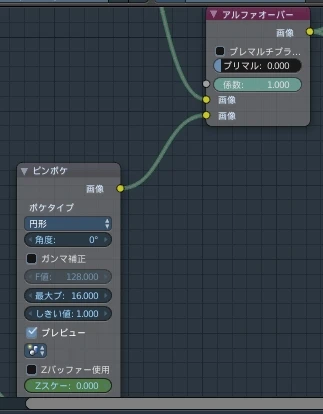 アルファオーバー
画像
プレマルチプラ...
プリマル: 0.000
係数: 1.000
画像
画像
ピンボケ
画像
ボケタイプ
円形
角度: 0°
ガンマ補正
F値: 128.000
最大ブ: 16.000
しきい値: 1.000
プレビュー
Zバッファー使用
Zスケー: 0.000